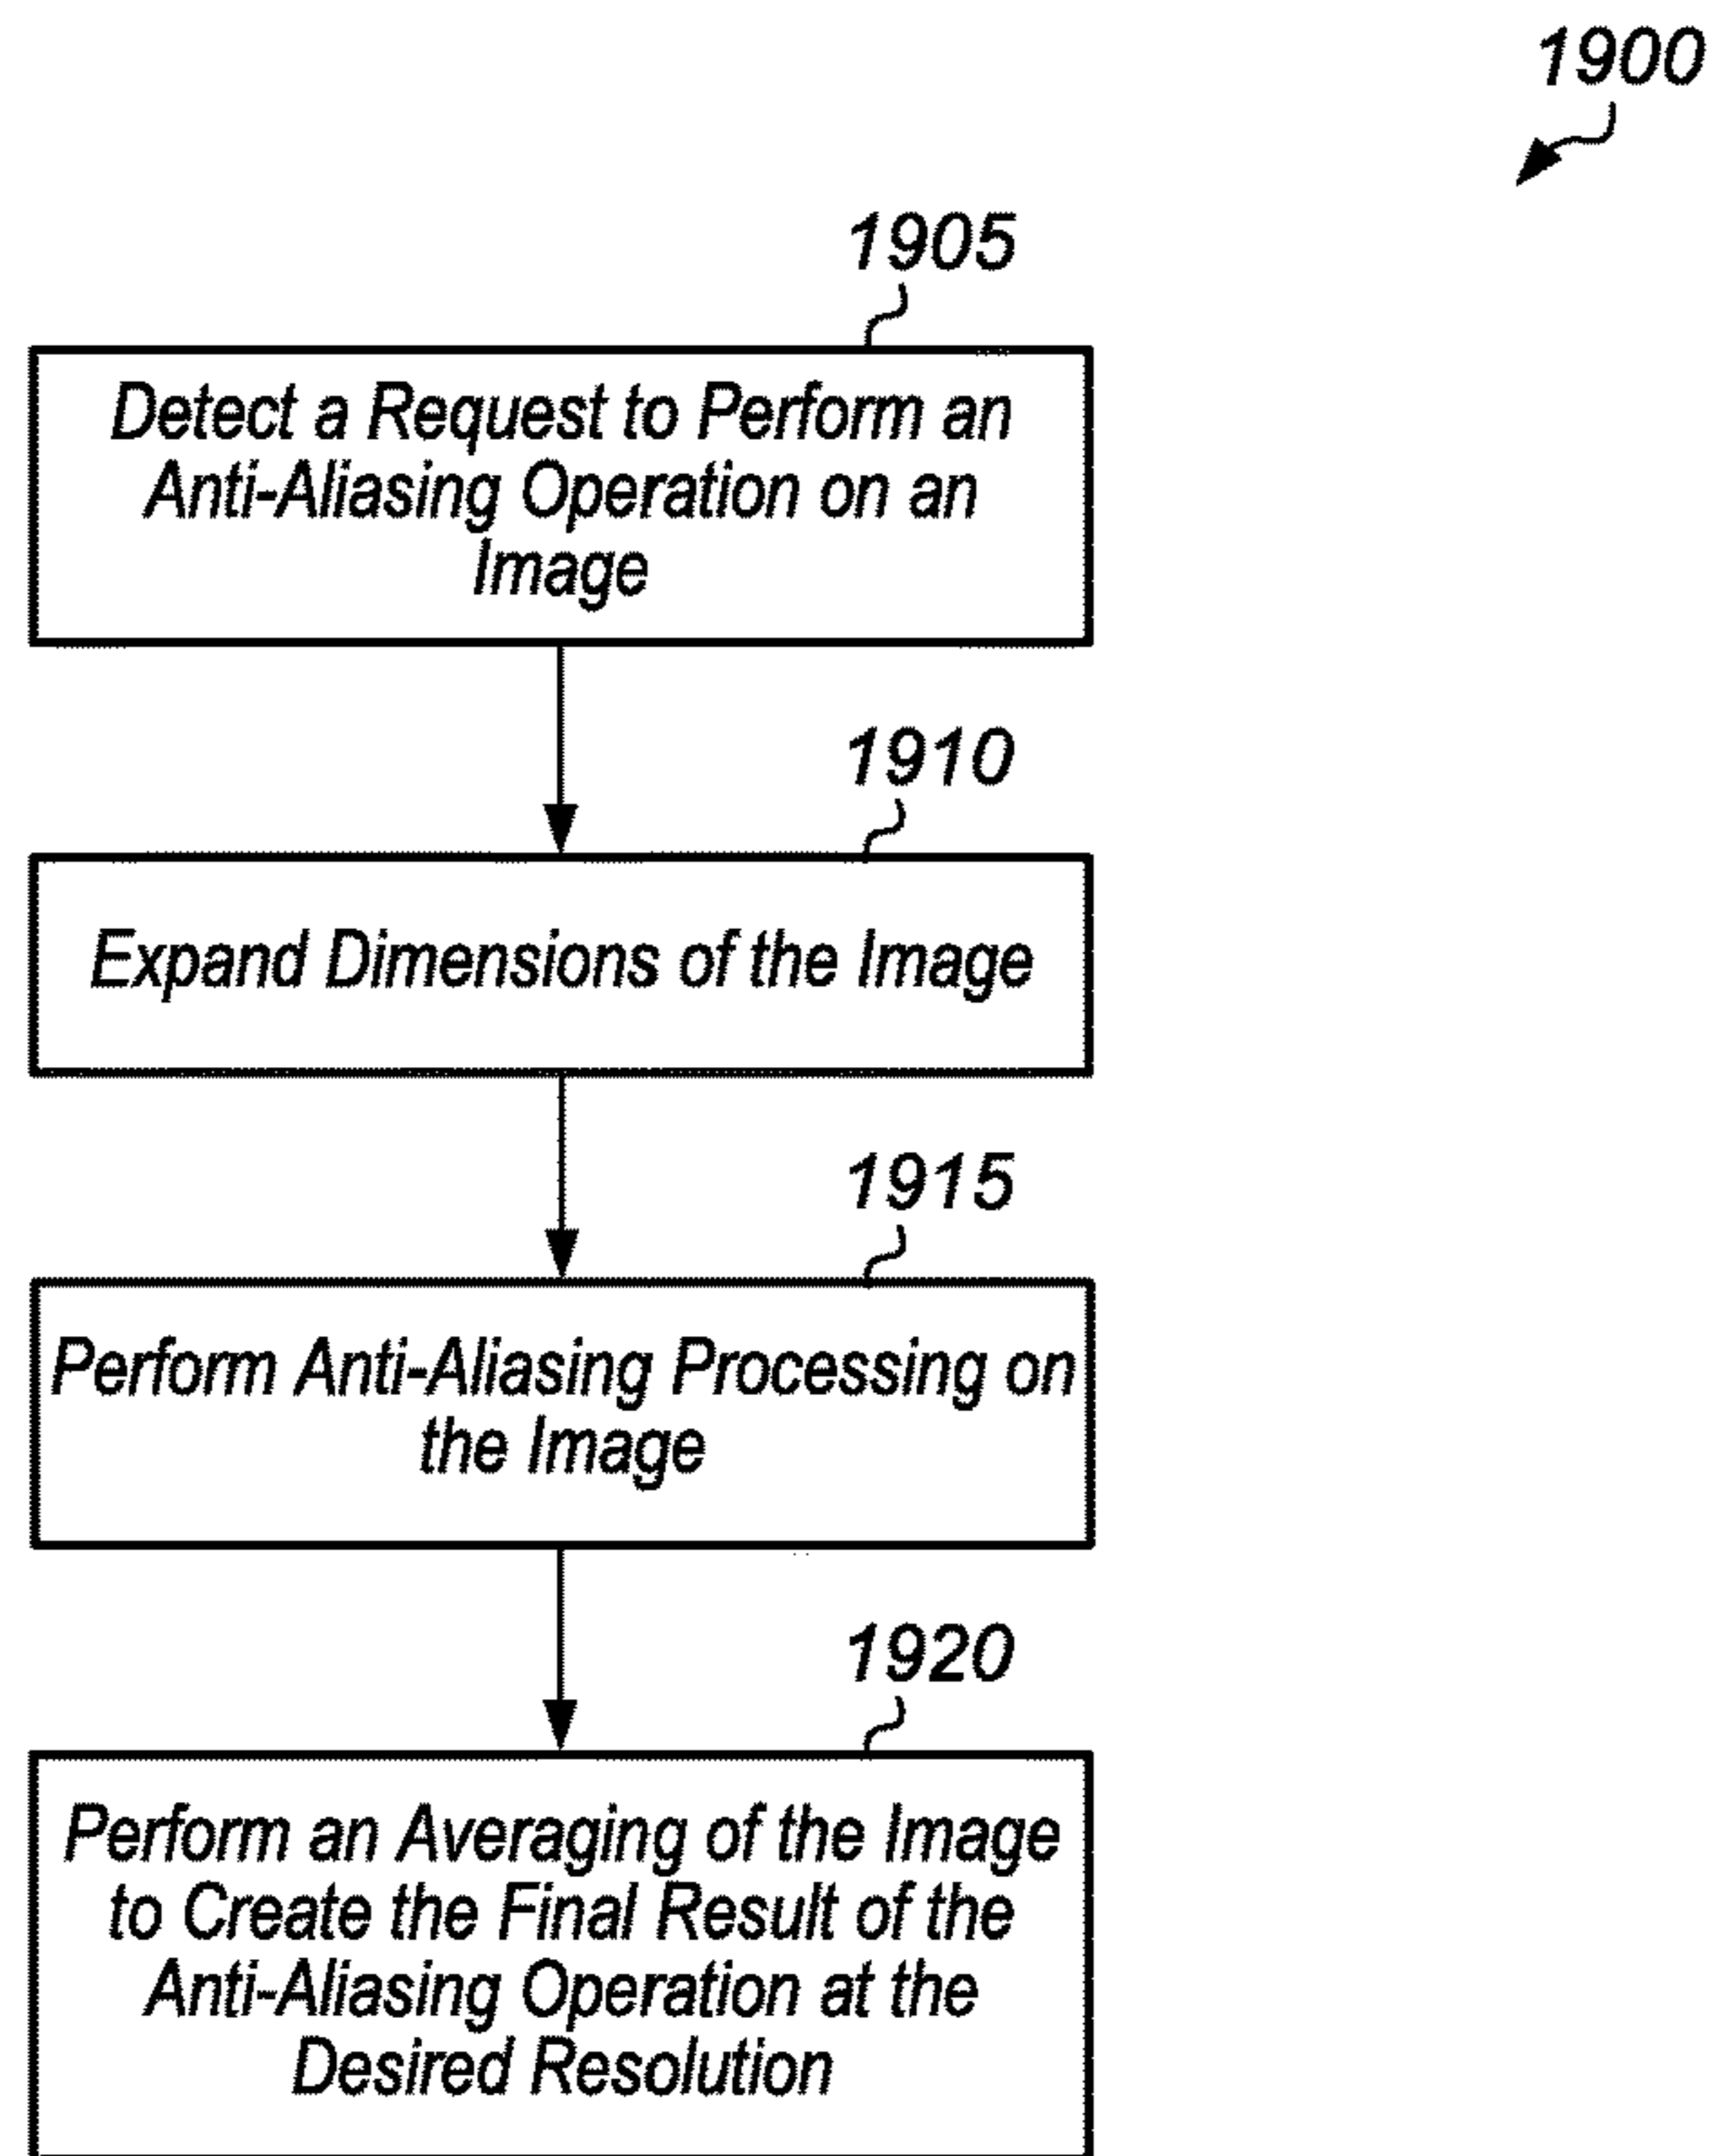 1900
1905
Detect a Request to Perform an
Anti-Aliasing Operation on an
Image
1910
Expand Dimensions of the Image
1915
Perform Anti-Aliasing Processing on
the Image
1920
Perform an Averaging of the Image
to Create the Final Result of the
Anti-Aliasing Operation at the
Desired Resolution